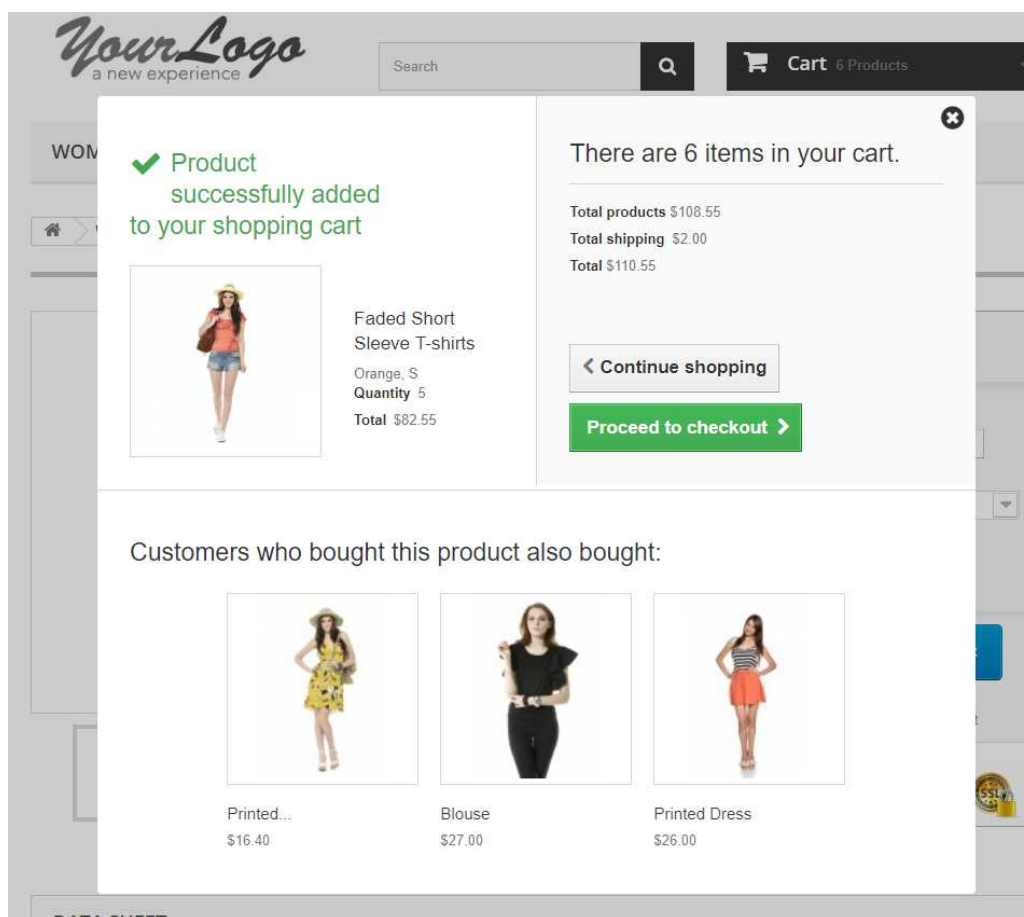 YourLogo
a new experience
Search
Cart 6 Products
WOM
Product
successfully added
to your shopping cart
Faded Short
Sleeve T-shirts
Orange, S
Quantity 5
Total $82.55
There are 6 items in your cart.
Total products $108.55
Total shipping $2.00
Total $110.55
Continue shopping
Proceed to checkout
Customers who bought this product also bought:
Printed...
$16.40
Blouse
$27.00
Printed Dress
$26.00
SSL